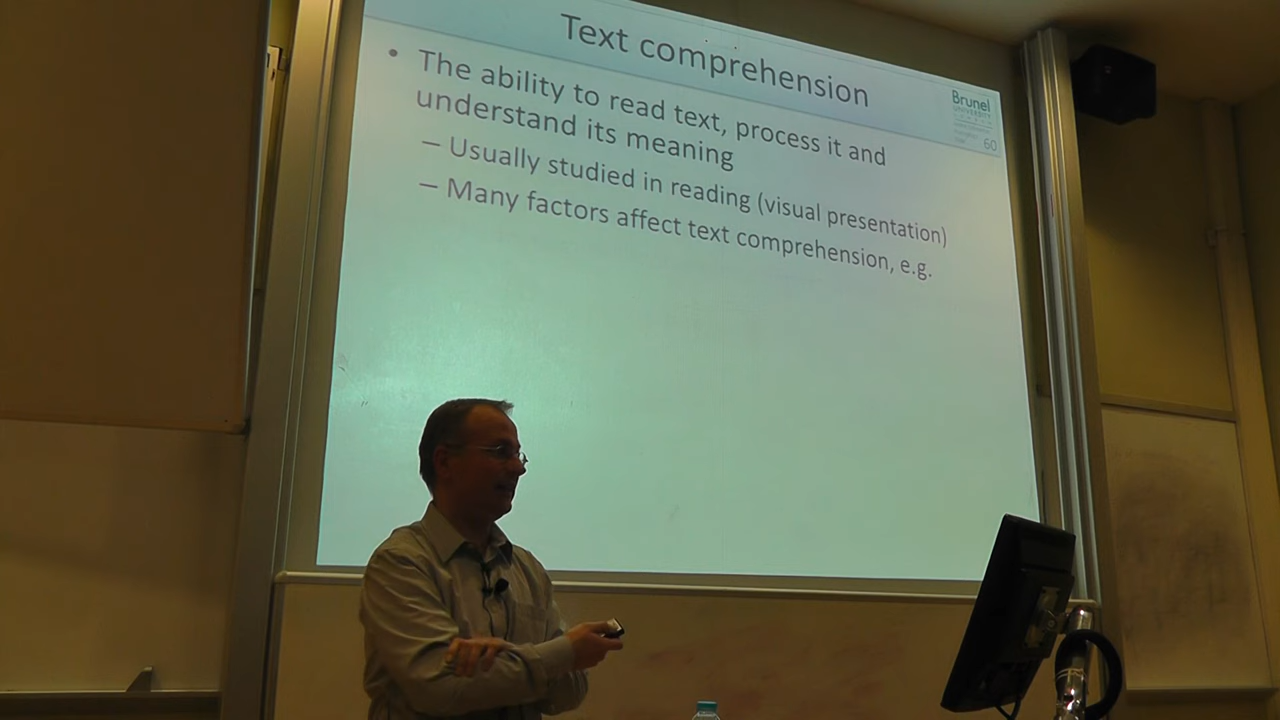 Text comprehension
• The ability to read text, process it and
understand its meaning
– Usually studied in reading (visual presentation)
– Many factors affect text comprehension, e.g.
Brunel
UNIVERSITY
60